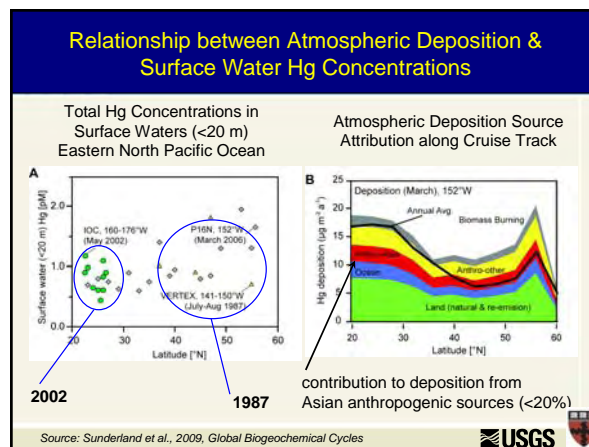 Relationship between Atmospheric Deposition &
Surface Water Hg Concentrations
Total Hg Concentrations in
Surface Waters (<20 m)
Eastern North Pacific Ocean
Atmospheric Deposition Source
Attribution along Cruise Track
A
Surface water (<20 m) Hg [pM]
2.0
1.0
0.0
IOC, 160-176°W
(May 2002)
P16N, 152°W
(March 2006)
VERTEX, 141-150°W
(July-Aug 1987)
20
30
40
50
60
Latitude [°N]
2002
1987
B
Hg deposition (µg m-2 a-1)
25
20
15
10
5
0
Deposition (March), 152°W
Annual Avg.
Biomass Burning
Anthro-other
Ocean
Land (natural & re-emission)
20
30
40
50
60
Latitude [°N]
contribution to deposition from
Asian anthropogenic sources (<20%)
Source: Sunderland et al., 2009, Global Biogeochemical Cycles
USGS